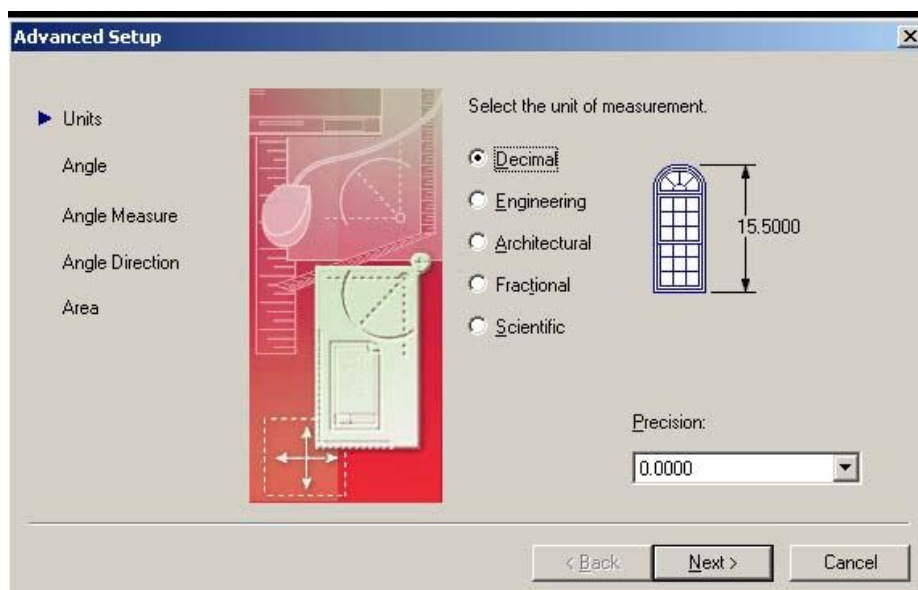 Advanced Setup
Units
Angle
Angle Measure
Angle Direction
Area
Select the unit of measurement.
Decimal
Engineering
Architectural
Fractional
Scientific
15.5000
Precision:
0.0000
< Back
Next >
Cancel